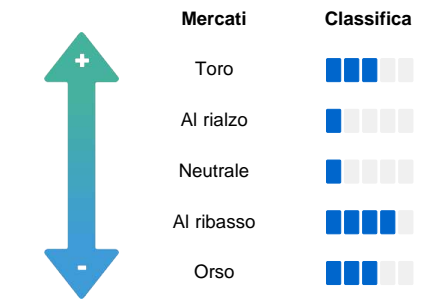 Mercati Classifica
+
Toro
Al rialzo
Neutrale
Al ribasso
-
Orso